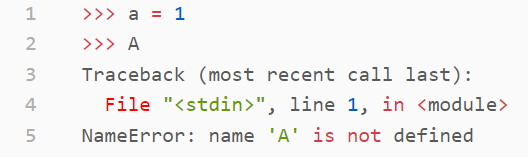 1 >>> a = 1
2 >>> A
3 Traceback (most recent call last):
4   File "<stdin>", line 1, in <module>
5 NameError: name 'A' is not defined